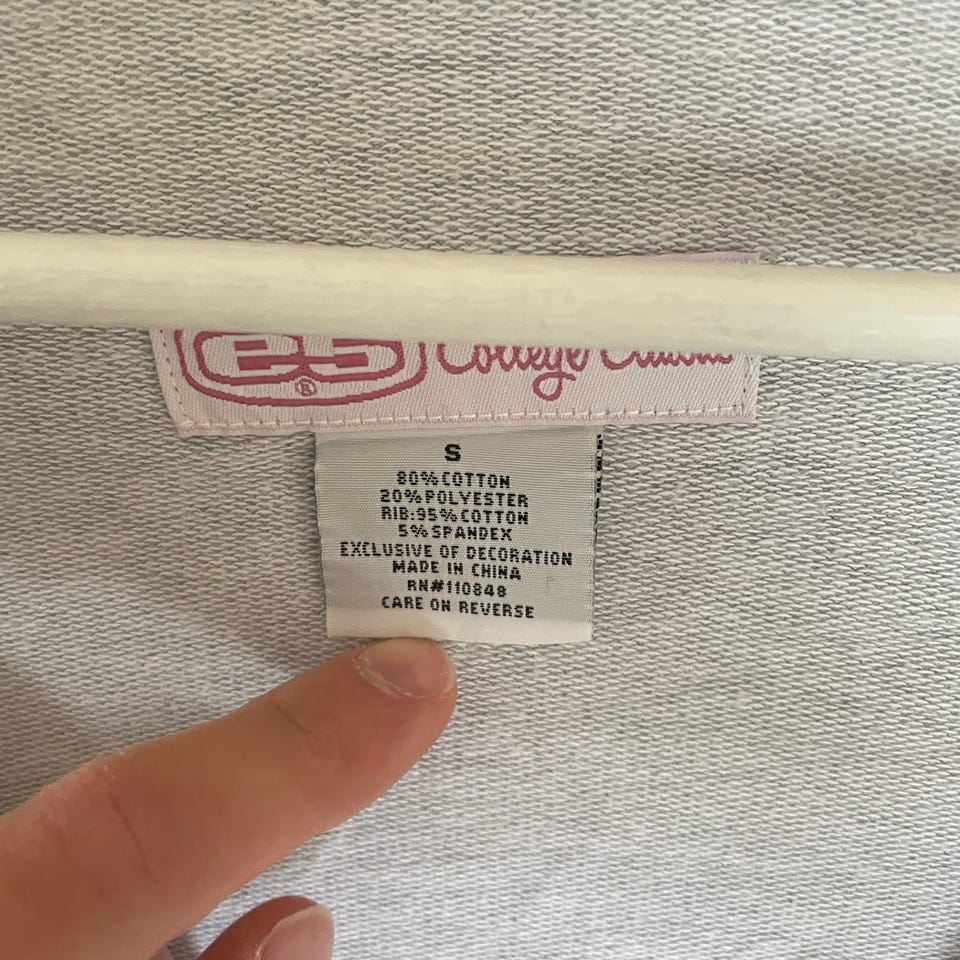 ®
College
S
80% COTTON
20% POLYESTER
RIB:95% COTTON
5% SPANDEX
EXCLUSIVE OF DECORATION
MADE IN CHINA
RN#110848
CARE ON REVERSE